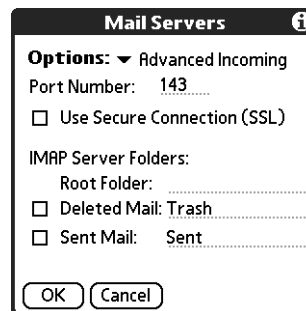 Mail Servers
Options: Advanced Incoming
Port Number: 143
Use Secure Connection (SSL)
IMAP Server Folders:
Root Folder:
Deleted Mail: Trash
Sent Mail: Sent
OK Cancel